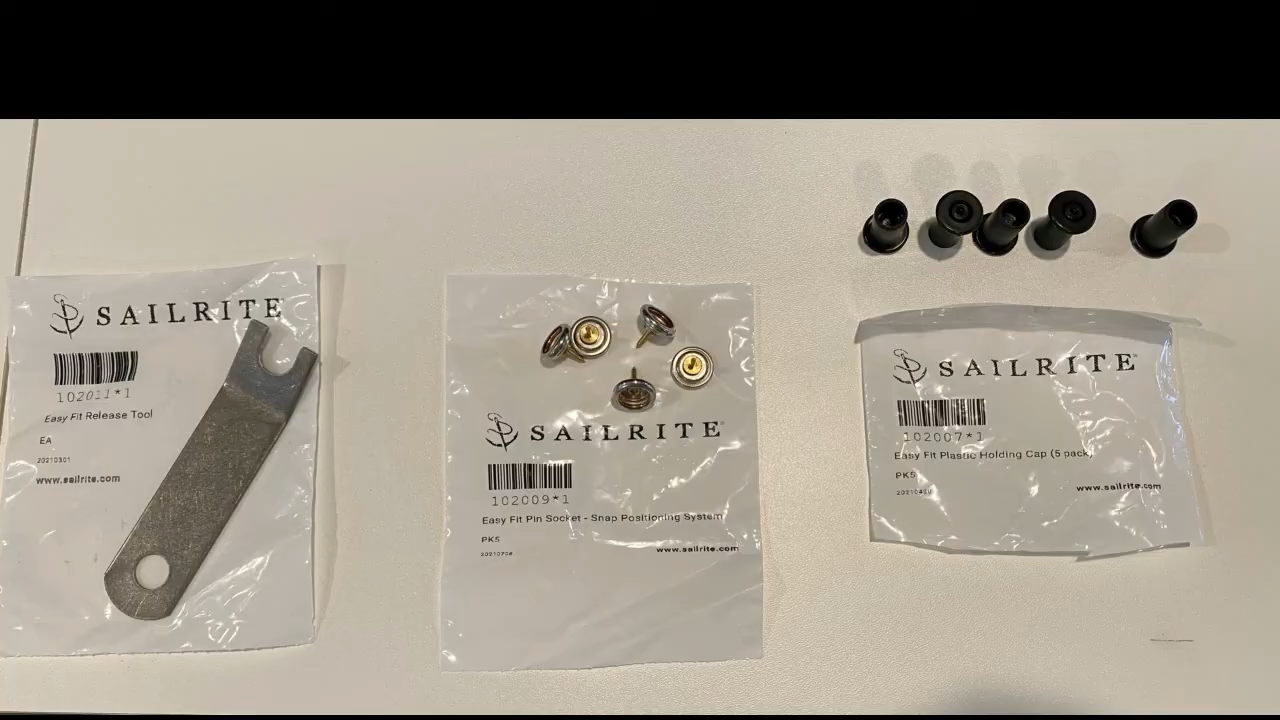 SAILRITE
102011*1
Easy Fit Release Tool
EA
20210301
www.sailrite.com
SAILRITE
102009*1
Easy Fit Pin Socket - Snap Positioning System
PK5
www.sailrite.com
SAILRITE™
102007*1
Easy Fit Plastic Holding Cap (5 pack)
PK5
www.sailrite.com